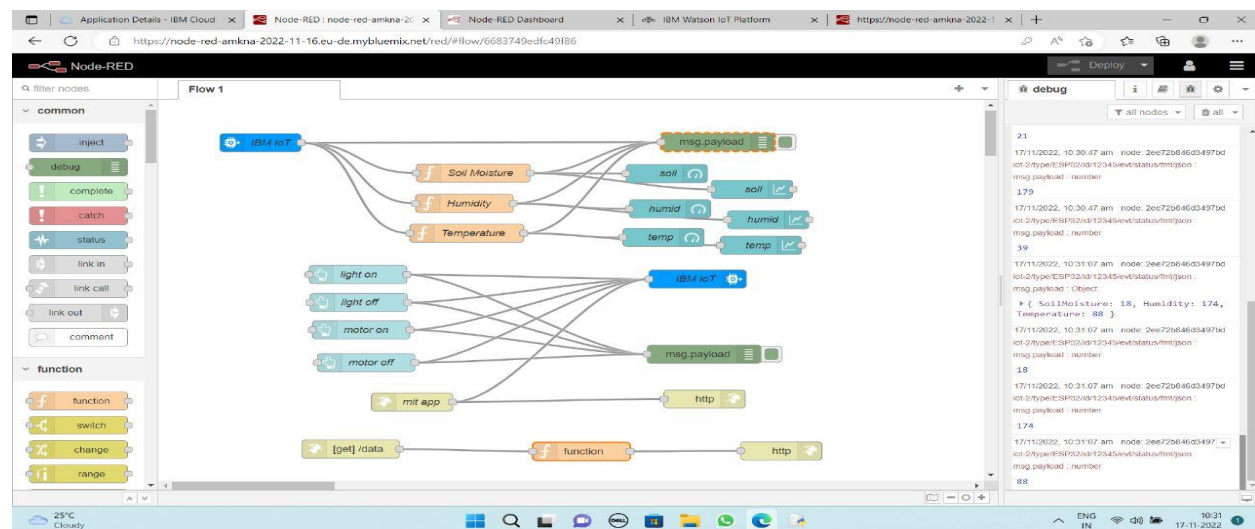 Application Details - IBM Cloud
Node-RED : node-red-amkna-20
Node-RED Dashboard
IBM Watson IoT Platform
https://node-red-amkna-2022-1
https://node-red-amkna-2022-11-16.eu-de.mybluemix.net/red/#flow/6683749edfc49f86
Node-RED
Deploy
filter nodes
Flow 1
debug
all nodes
all
common
inject
debug
complete
catch
status
link in
link call
link out
comment
function
function
switch
change
range
IBM IoT
msg.payload
Soil Moisture
soil
soil
Humidity
humid
humid
Temperature
temp
temp
light on
IBM IoT
light off
motor on
motor off
msg.payload
mit app
http
[get] /data
function
http
21
17/11/2022, 10:30:47 am node: 2ee72b846d3497bd
iot-2/type/ESP32/id/12345/evt/status/fmt/json :
msg.payload : number
179
17/11/2022, 10:30:47 am node: 2ee72b846d3497bd
iot-2/type/ESP32/id/12345/evt/status/fmt/json :
msg.payload : number
39
17/11/2022, 10:31:07 am node: 2ee72b846d3497bd
iot-2/type/ESP32/id/12345/evt/status/fmt/json :
msg.payload : Object
{ SoilMoisture: 18, Humidity: 174,
Temperature: 88 }
17/11/2022, 10:31:07 am node: 2ee72b846d3497bd
iot-2/type/ESP32/id/12345/evt/status/fmt/json :
msg.payload : number
18
17/11/2022, 10:31:07 am node: 2ee72b846d3497bd
iot-2/type/ESP32/id/12345/evt/status/fmt/json :
msg.payload : number
174
17/11/2022, 10:31:07 am node: 2ee72b846d3497
iot-2/type/ESP32/id/12345/evt/status/fmt/json :
msg.payload : number
88
25°C
Cloudy
DELL
ENG
IN
10:31
17-11-2022